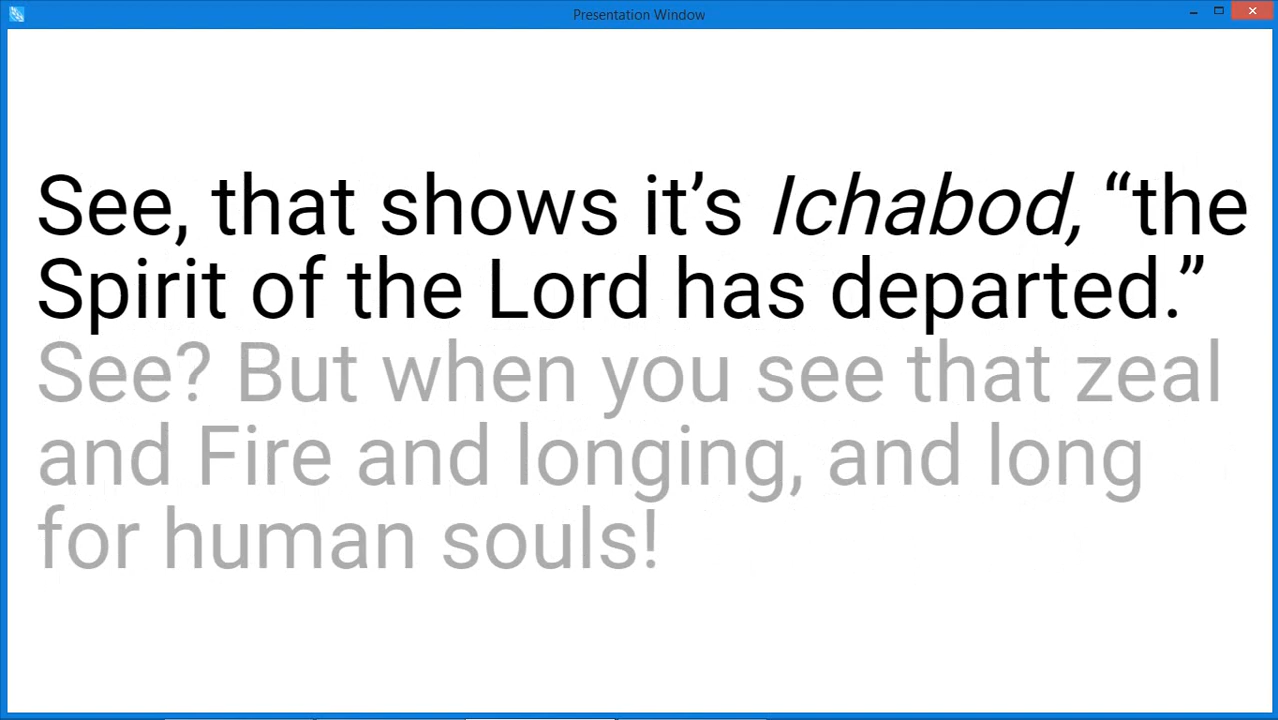 Presentation Window
See, that shows it’s Ichabod, “the
Spirit of the Lord has departed.”
See? But when you see that zeal
and Fire and longing, and long
for human souls!